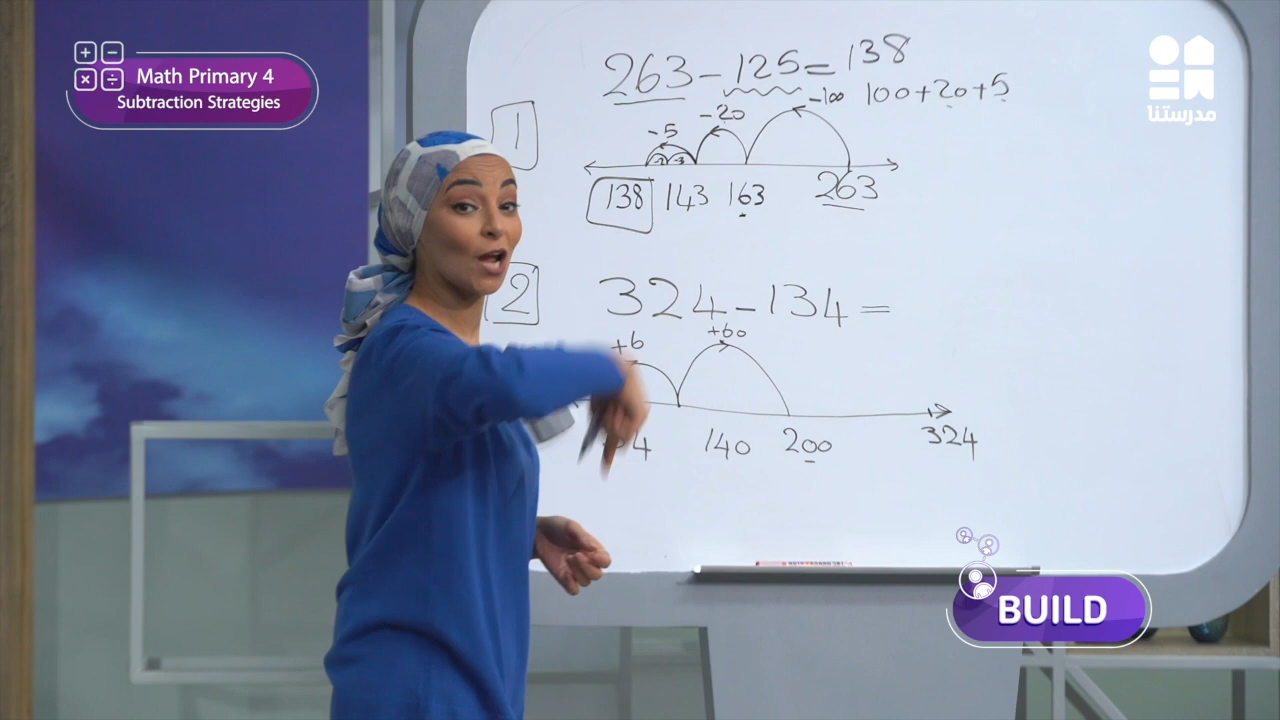 Math Primary 4
Subtraction Strategies
مدرستنا
263 - 125 = 138
100+20+5
1
-5 -20 -100
138 143 163 263
2
324 - 134 =
+6 +60
140 200 324
BUILD